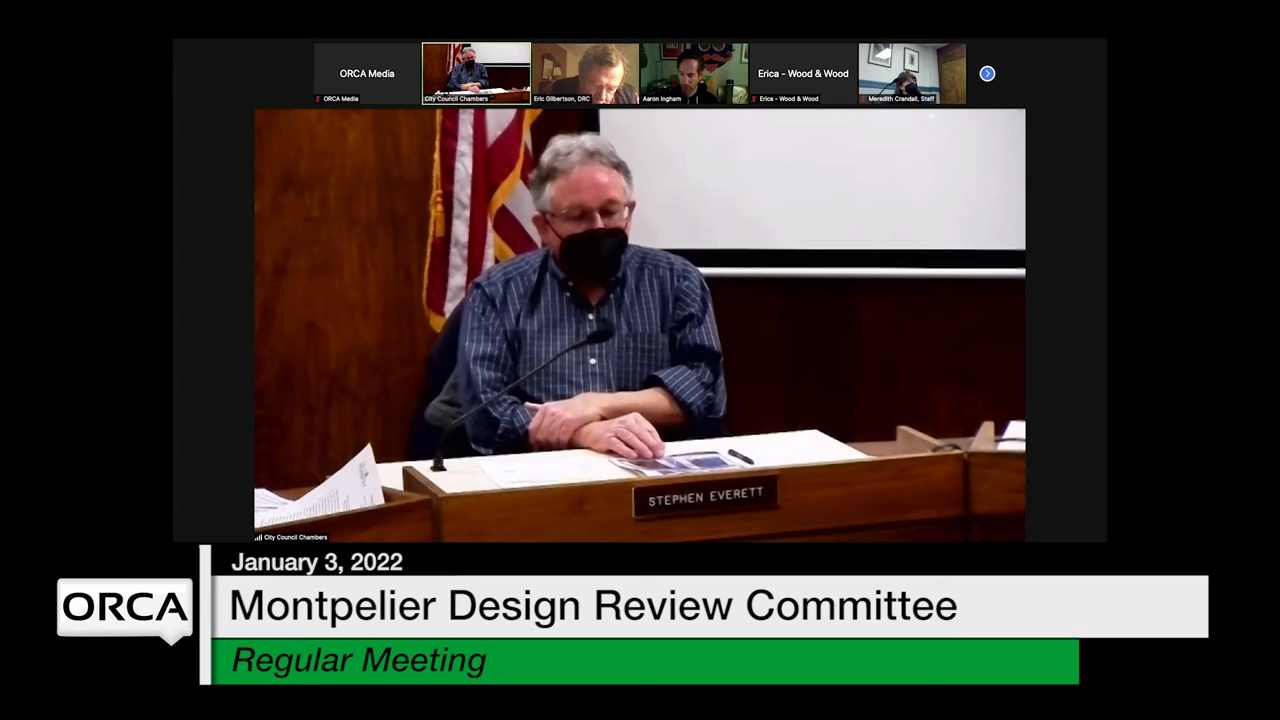 ORCA Media
Erica - Wood & Wood
ORCA Media
City Council Chambers
Eric Gilbertson, DRC
Aaron Ingham
Erica - Wood & Wood
Meredith Crandall, Staff
STEPHEN EVERETT
City Council Chambers
January 3, 2022
ORCA
Montpelier Design Review Committee
Regular Meeting